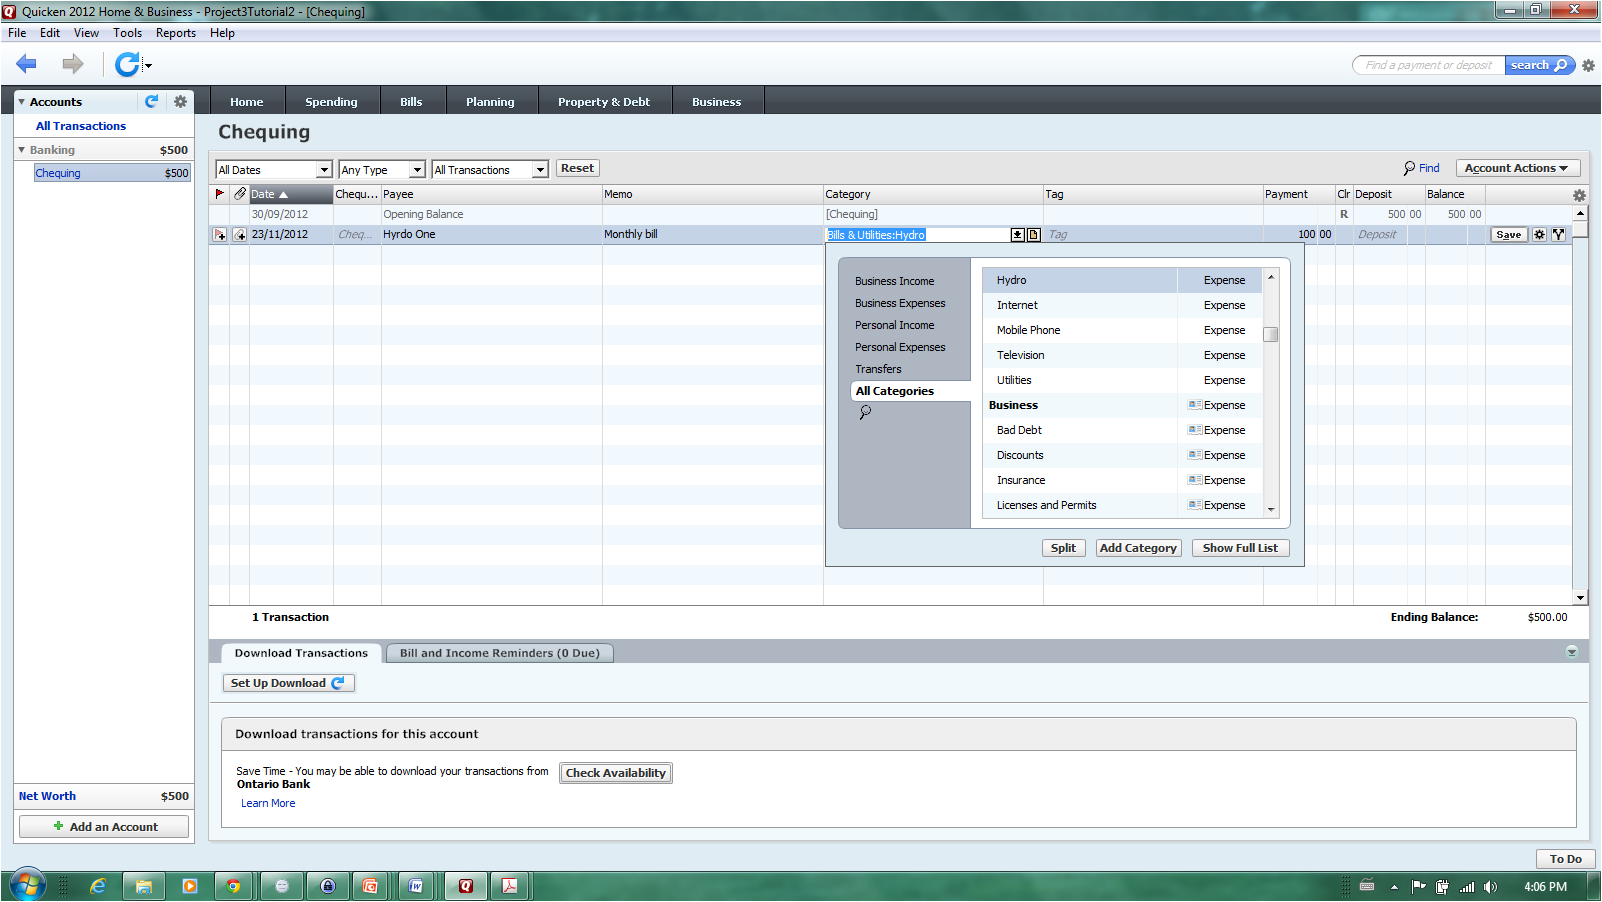 Quicken 2012 Home & Business - Project3Tutorial2 - [Chequing]
File Edit View Tools Reports Help
Find a payment or deposit search
Accounts
Home Spending Bills Planning Property & Debt Business
All Transactions
Banking $500
Chequing $500
Chequing
All Dates Any Type All Transactions Reset Find Account Actions
Date Chequ... Payee Memo Category Tag Payment Clr Deposit Balance
30/09/2012 Opening Balance [Chequing] R 500 00 500 00
23/11/2012 Cheq... Hyrdo One Monthly bill Bills & Utilities:Hydro Tag 100 00 Deposit Save
Business Income
Business Expenses
Personal Income
Personal Expenses
Transfers
All Categories
Hydro Expense
Internet Expense
Mobile Phone Expense
Television Expense
Utilities Expense
Business Expense
Bad Debt Expense
Discounts Expense
Insurance Expense
Licenses and Permits Expense
Split Add Category Show Full List
1 Transaction Ending Balance: $500.00
Download Transactions Bill and Income Reminders (0 Due)
Set Up Download
Download transactions for this account
Save Time - You may be able to download your transactions from
Ontario Bank
Check Availability
Learn More
Net Worth $500
Add an Account
To Do
4:06 PM